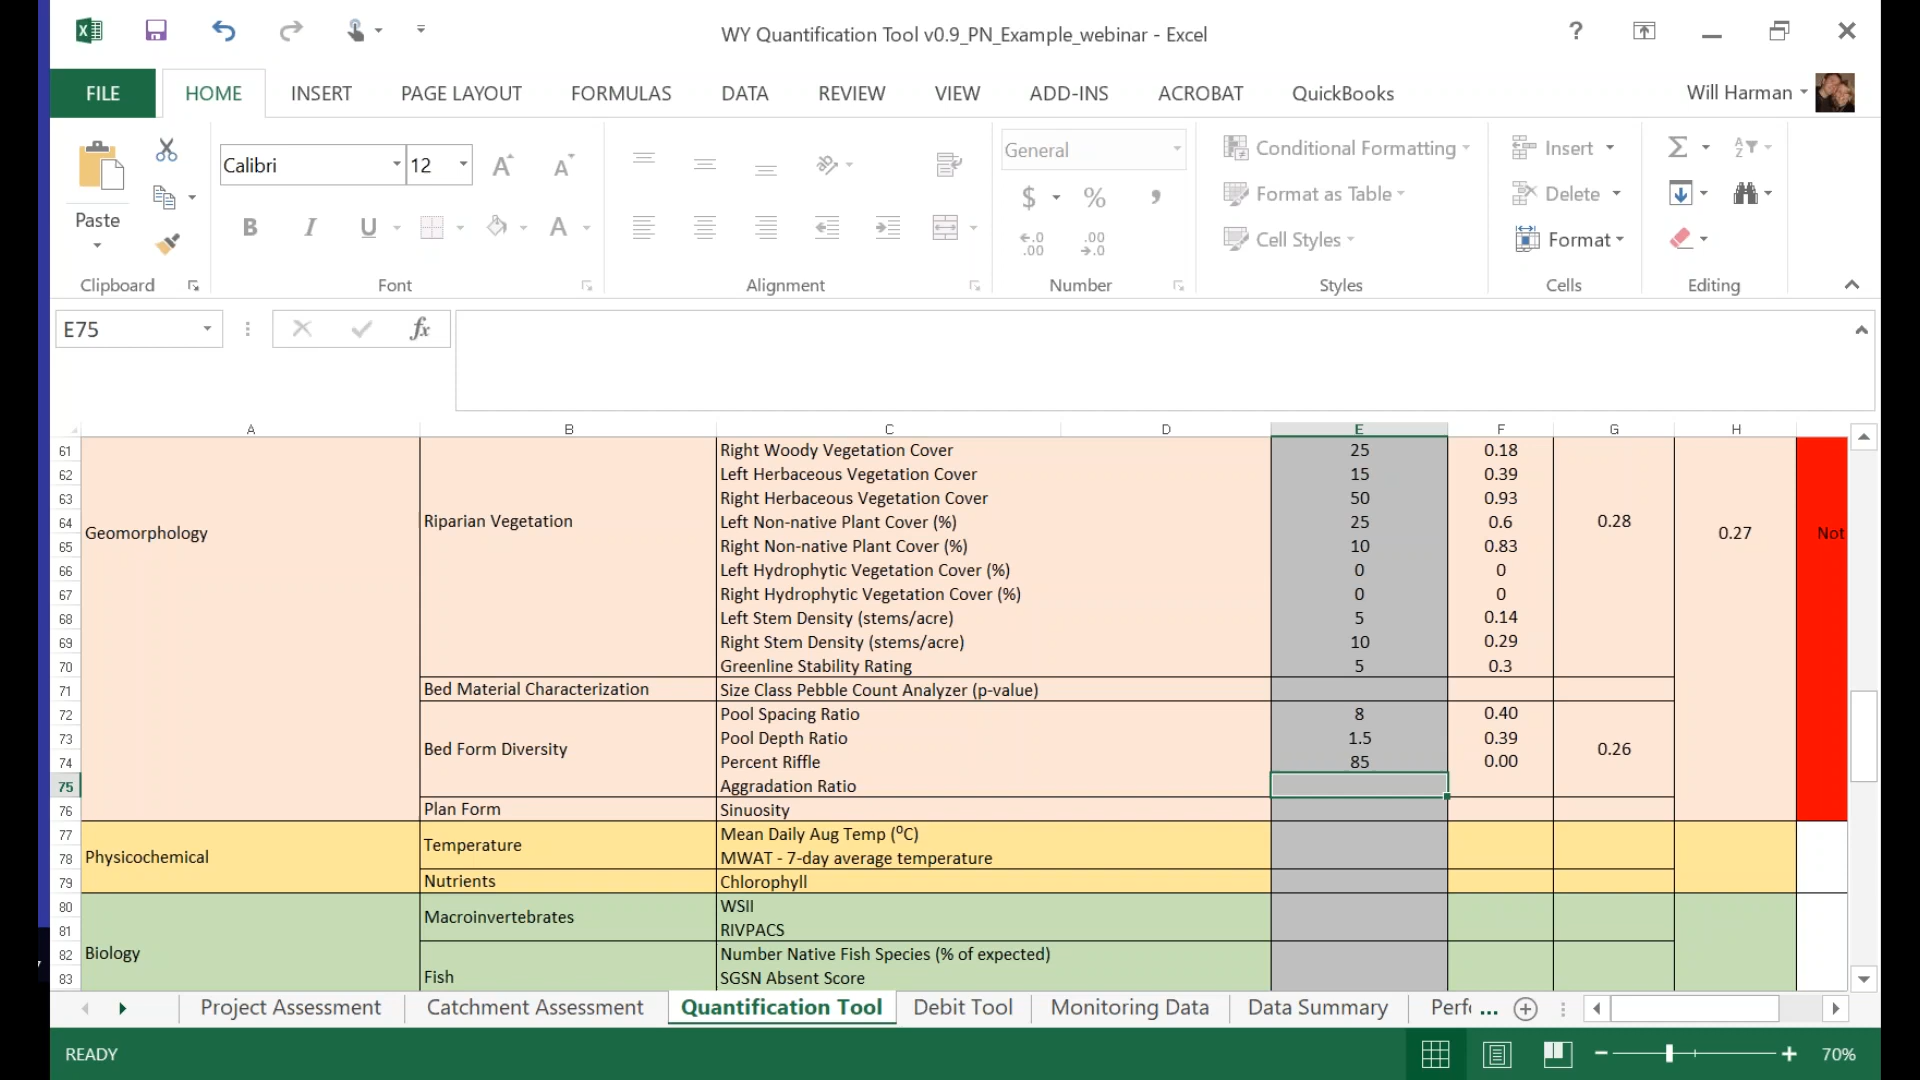 WY Quantification Tool v0.9_PN_Example_webinar - Excel
?
FILE HOME INSERT PAGE LAYOUT FORMULAS DATA REVIEW VIEW ADD-INS ACROBAT QuickBooks Will Harman
Paste
Calibri 12 A A
B I U A
General
$ % ,
←.0 .00 .00 →.0
Conditional Formatting
Format as Table
Cell Styles
Insert
Delete
Format
Σ A Z
Clipboard Font Alignment Number Styles Cells Editing
E75 fx
A B C D E F G H
61 Right Woody Vegetation Cover 25 0.18
62 Left Herbaceous Vegetation Cover 15 0.39
63 Right Herbaceous Vegetation Cover 50 0.93
64 Riparian Vegetation Left Non-native Plant Cover (%) 25 0.6 0.28
Geomorphology 0.27 Not
65 Right Non-native Plant Cover (%) 10 0.83
66 Left Hydrophytic Vegetation Cover (%) 0 0
67 Right Hydrophytic Vegetation Cover (%) 0 0
68 Left Stem Density (stems/acre) 5 0.14
69 Right Stem Density (stems/acre) 10 0.29
70 Greenline Stability Rating 5 0.3
71 Bed Material Characterization Size Class Pebble Count Analyzer (p-value)
72 Pool Spacing Ratio 8 0.40
73 Pool Depth Ratio 1.5 0.39
Bed Form Diversity 0.26
74 Percent Riffle 85 0.00
75 Aggradation Ratio
76 Plan Form Sinuosity
77 Mean Daily Aug Temp (⁰C)
Temperature
78 Physicochemical MWAT - 7-day average temperature
79 Nutrients Chlorophyll
80 WSII
Macroinvertebrates
81 RIVPACS
82 Biology Number Native Fish Species (% of expected)
83 Fish SGSN Absent Score
Project Assessment Catchment Assessment Quantification Tool Debit Tool Monitoring Data Data Summary Perf ...
READY 70%